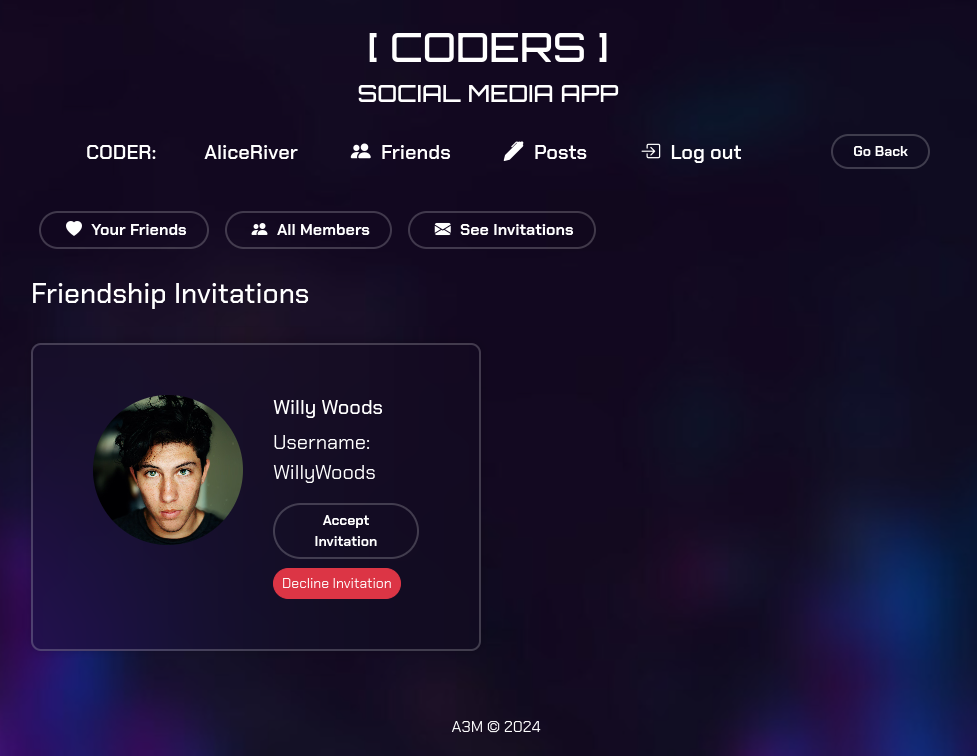 [ CODERS ]
SOCIAL MEDIA APP
CODER: AliceRiver Friends Posts Log out Go Back
Your Friends All Members See Invitations
Friendship Invitations
Willy Woods
Username:
WillyWoods
Accept
Invitation
Decline Invitation
A3M © 2024